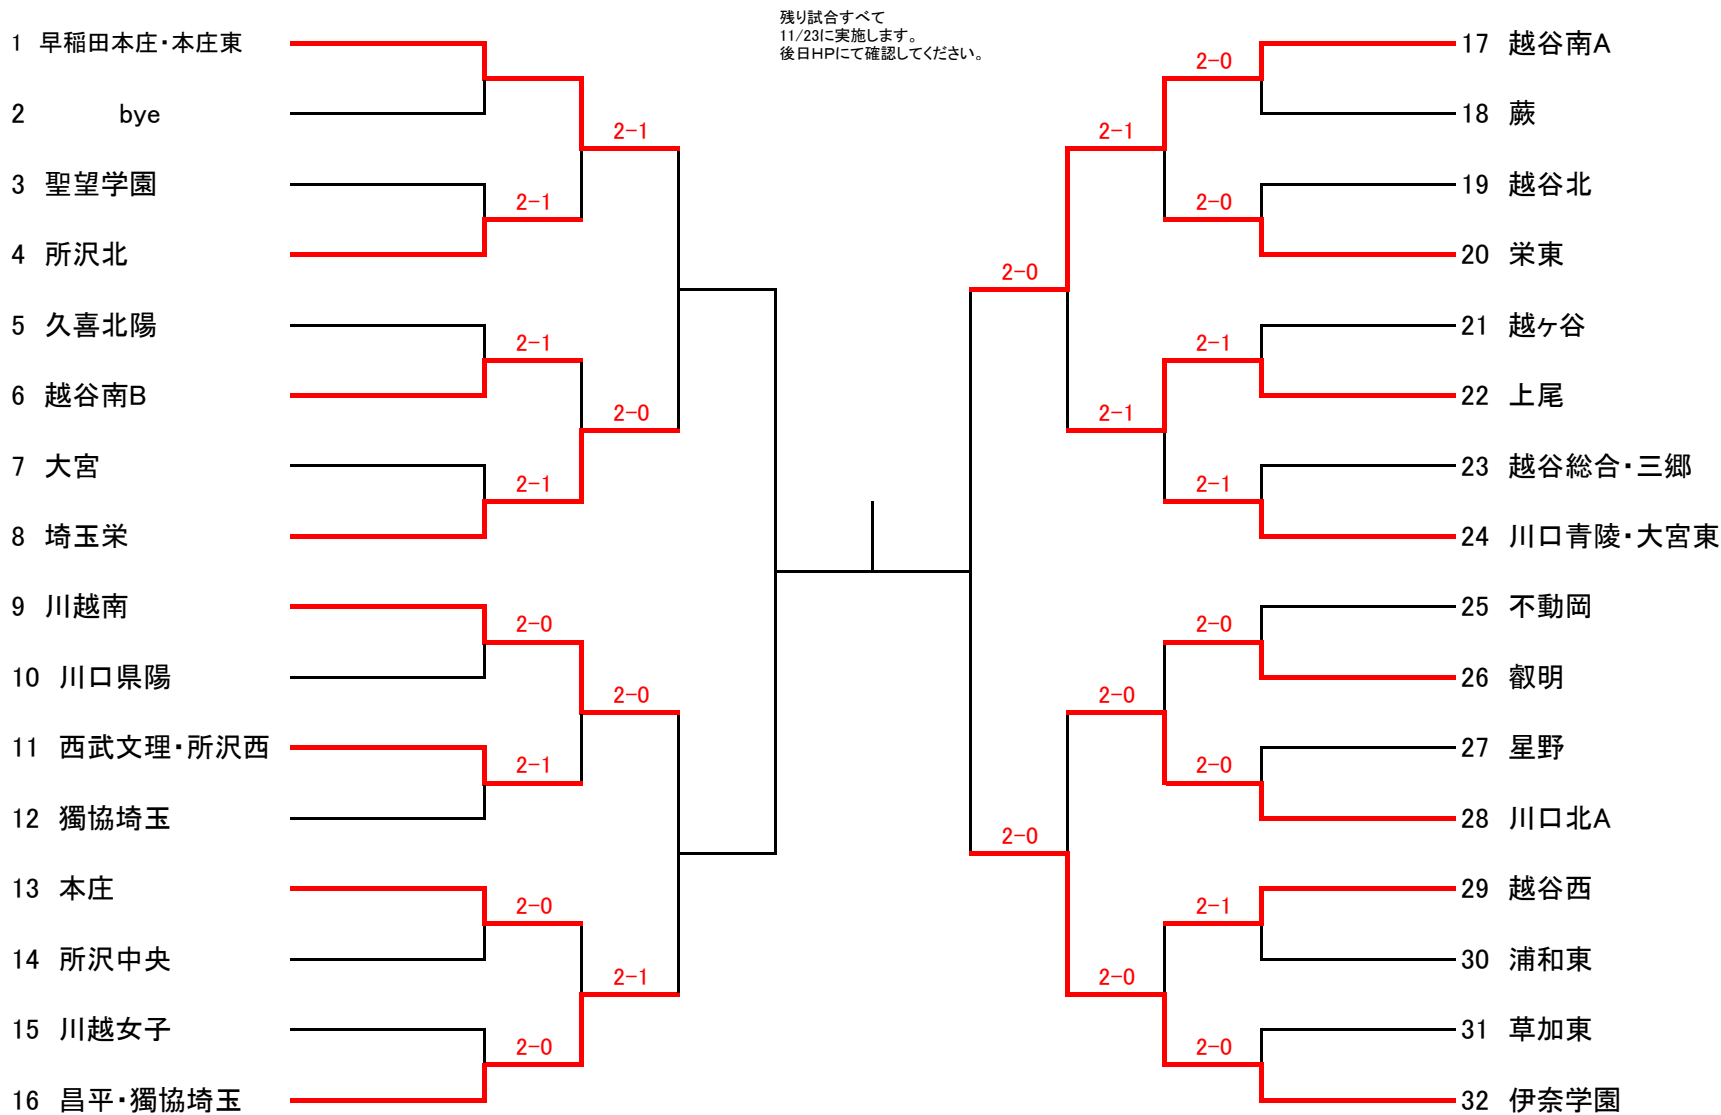 残り試合すべて
11/23に実施します。
後日HPにて確認してください。
1 早稲田本庄・本庄東
2 bye
3 聖望学園
4 所沢北
5 久喜北陽
6 越谷南B
7 大宮
8 埼玉栄
9 川越南
10 川口県陽
11 西武文理・所沢西
12 獨協埼玉
13 本庄
14 所沢中央
15 川越女子
16 昌平・獨協埼玉
2-1
2-1
2-1
2-0
2-1
2-0
2-0
2-1
2-0
2-1
2-0
17 越谷南A
18 蕨
19 越谷北
20 栄東
21 越ヶ谷
22 上尾
23 越谷総合・三郷
24 川口青陵・大宮東
25 不動岡
26 叡明
27 星野
28 川口北A
29 越谷西
30 浦和東
31 草加東
32 伊奈学園
2-0
2-1
2-0
2-0
2-1
2-1
2-1
2-0
2-0
2-0
2-0
2-1
2-0
2-0